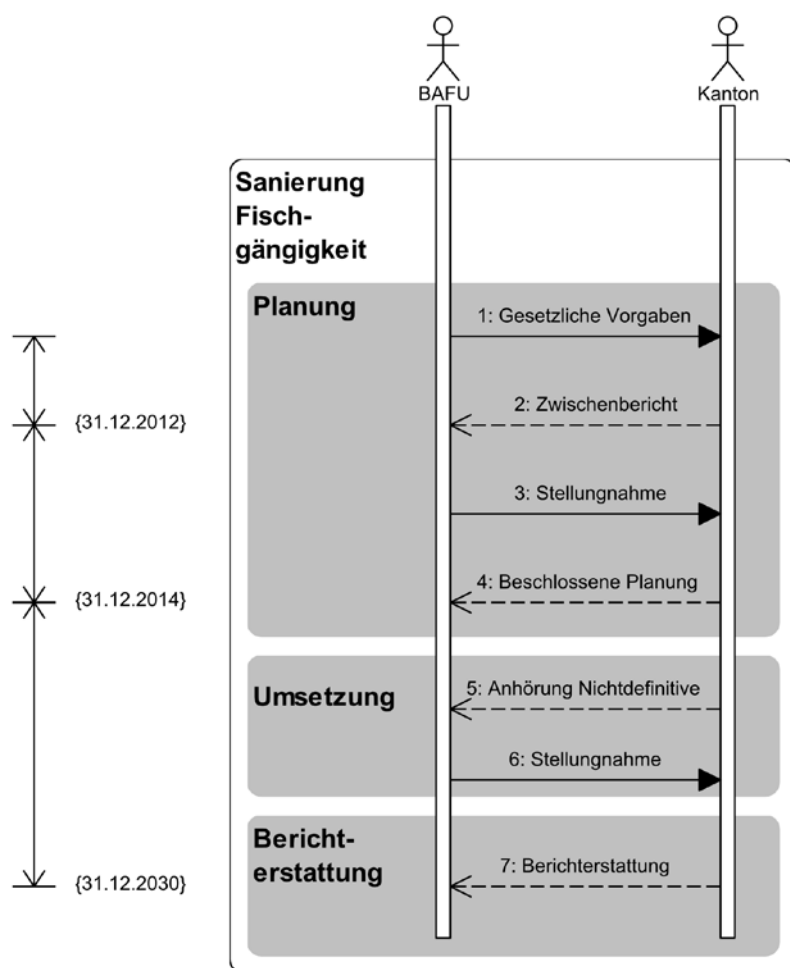 BAFU
Kanton
Sanierung
Fisch-
gängigkeit
Planung
1: Gesetzliche Vorgaben
2: Zwischenbericht
{31.12.2012}
3: Stellungnahme
4: Beschlossene Planung
{31.12.2014}
Umsetzung
5: Anhörung Nichtdefinitive
6: Stellungnahme
Bericht-
erstattung
7: Berichterstattung
{31.12.2030}